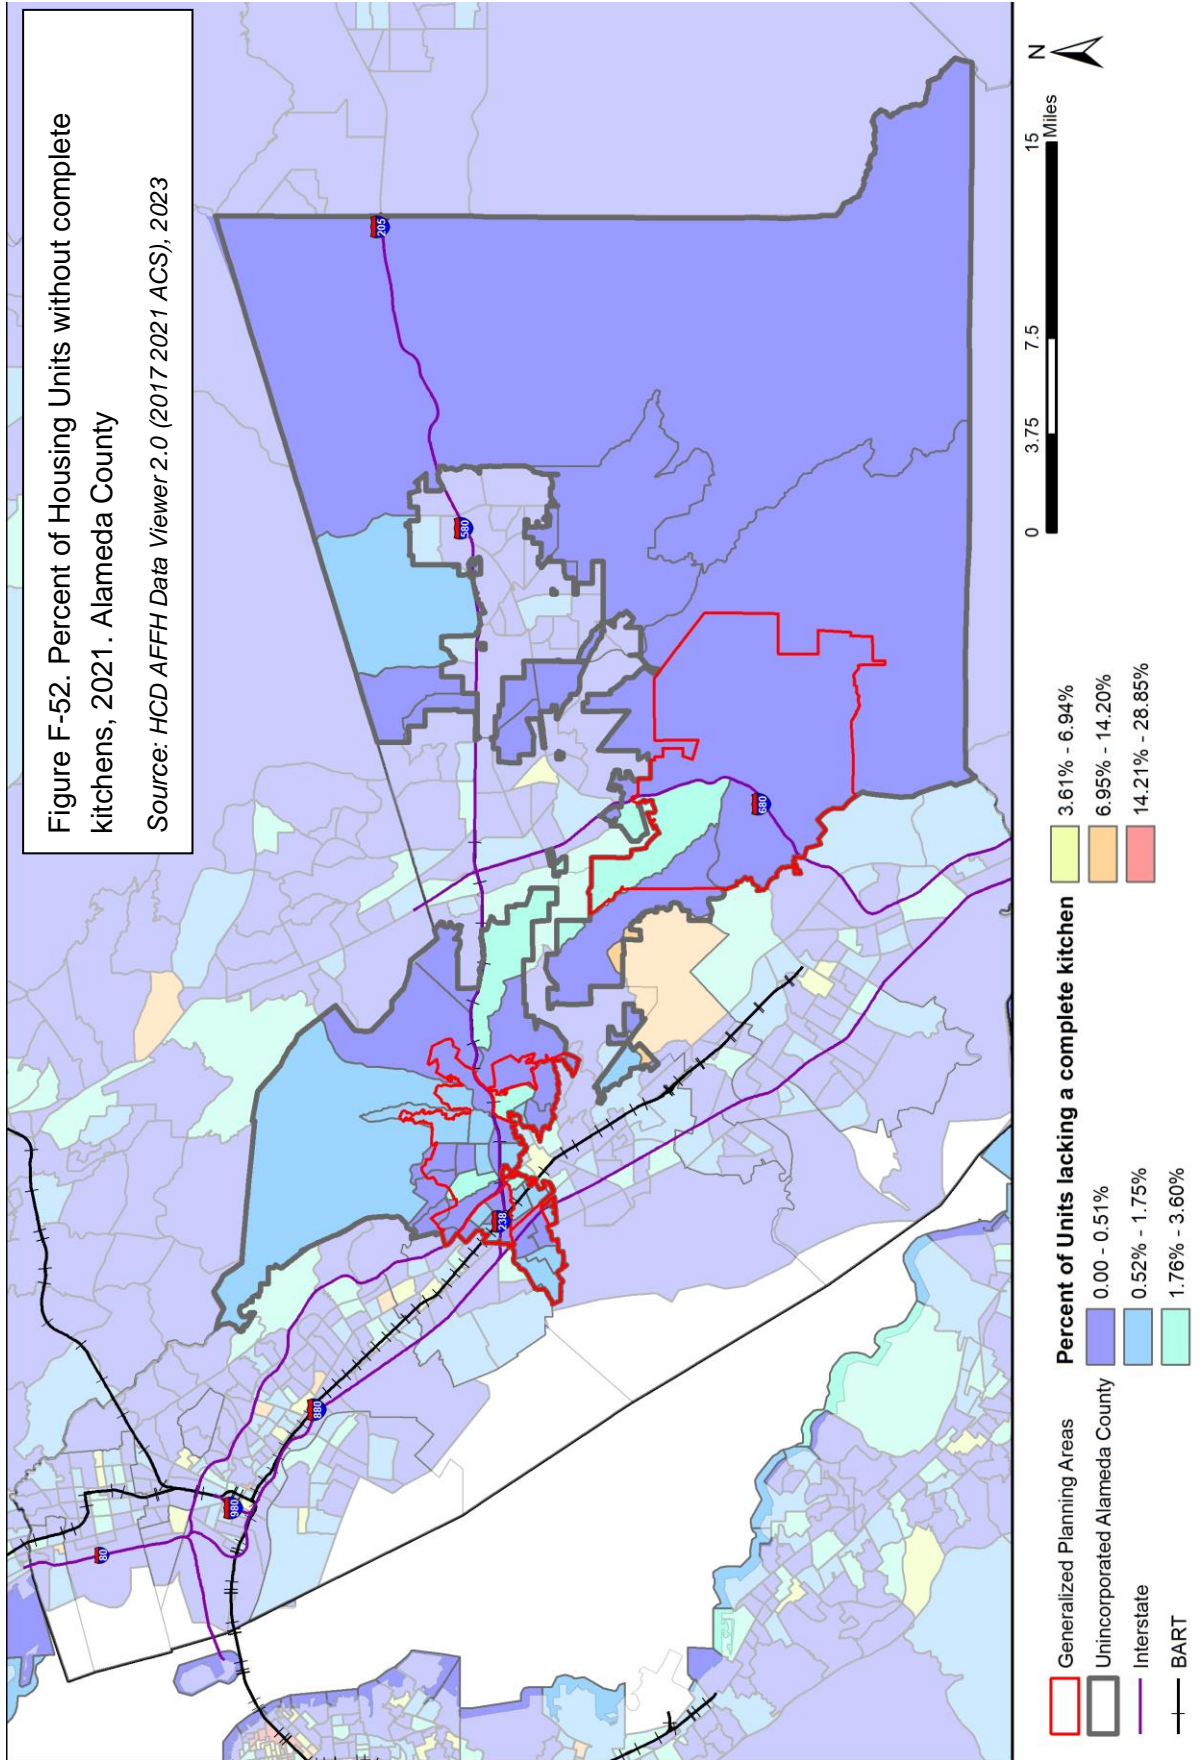 Figure F-52. Percent of Housing Units without complete
kitchens, 2021. Alameda County
Source: HCD AFFH Data Viewer 2.0 (2017 2021 ACS), 2023
80
980
880
238
580
205
680
Generalized Planning Areas
Unincorporated Alameda County
Interstate
BART
Percent of Units lacking a complete kitchen
0.00 - 0.51%
0.52% - 1.75%
1.76% - 3.60%
3.61% - 6.94%
6.95% - 14.20%
14.21% - 28.85%
0 3.75 7.5 15
Miles
N